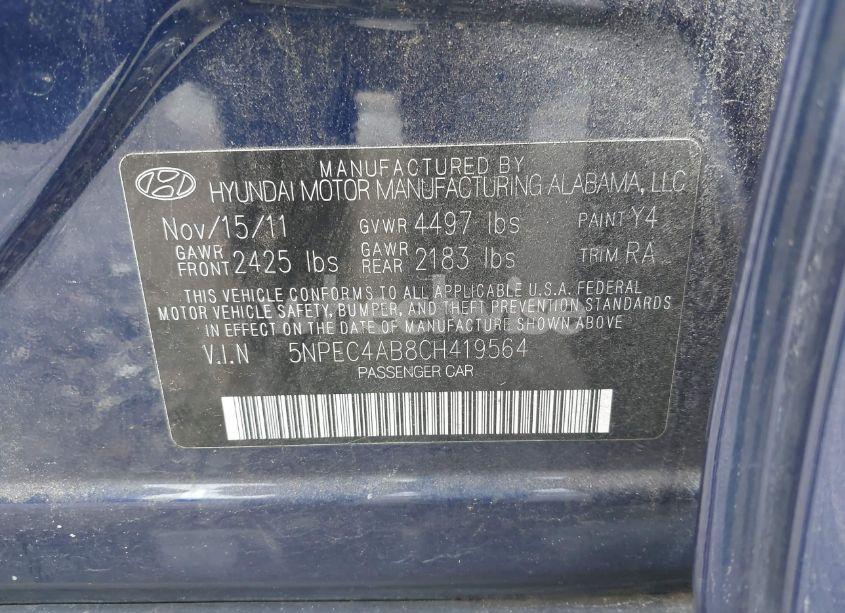 MANUFACTURED BY
HYUNDAI MOTOR MANUFACTURING ALABAMA, LLC
Nov/15/11 GVWR 4497 lbs PAINT Y4
GAWR FRONT 2425 lbs GAWR REAR 2183 lbs TRIM RA
THIS VEHICLE CONFORMS TO ALL APPLICABLE U.S.A. FEDERAL
MOTOR VEHICLE SAFETY, BUMPER, AND THEFT PREVENTION STANDARDS
IN EFFECT ON THE DATE OF MANUFACTURE SHOWN ABOVE
V.I.N 5NPEC4AB8CH419564
PASSENGER CAR